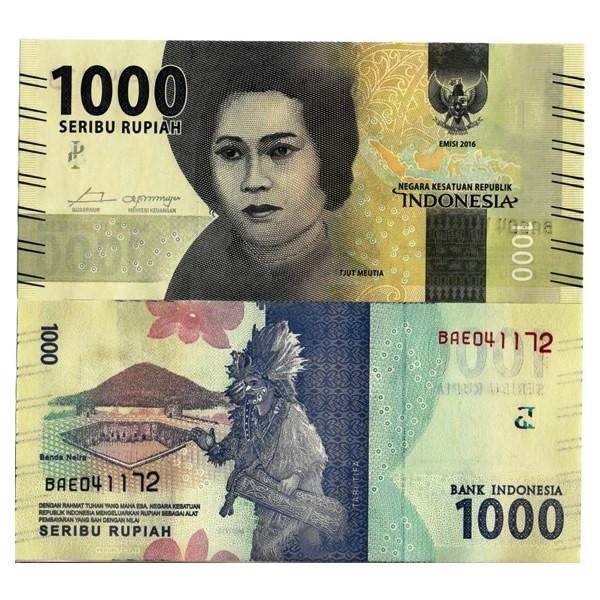 1000
SERIBU RUPIAH
EMISI 2016
NEGARA KESATUAN REPUBLIK
INDONESIA
GUBERNUR
MENTERI KEUANGAN
TJUT MEUTIA
1000
1000
BAE041172
Banda Neira
BAE041172
TARI TIFA
DENGAN RAHMAT TUHAN YANG MAHA ESA, NEGARA KESATUAN
REPUBLIK INDONESIA MENGELUARKAN RUPIAH SEBAGAI ALAT
PEMBAYARAN YANG SAH DENGAN NILAI
SERIBU RUPIAH
BANK INDONESIA
1000